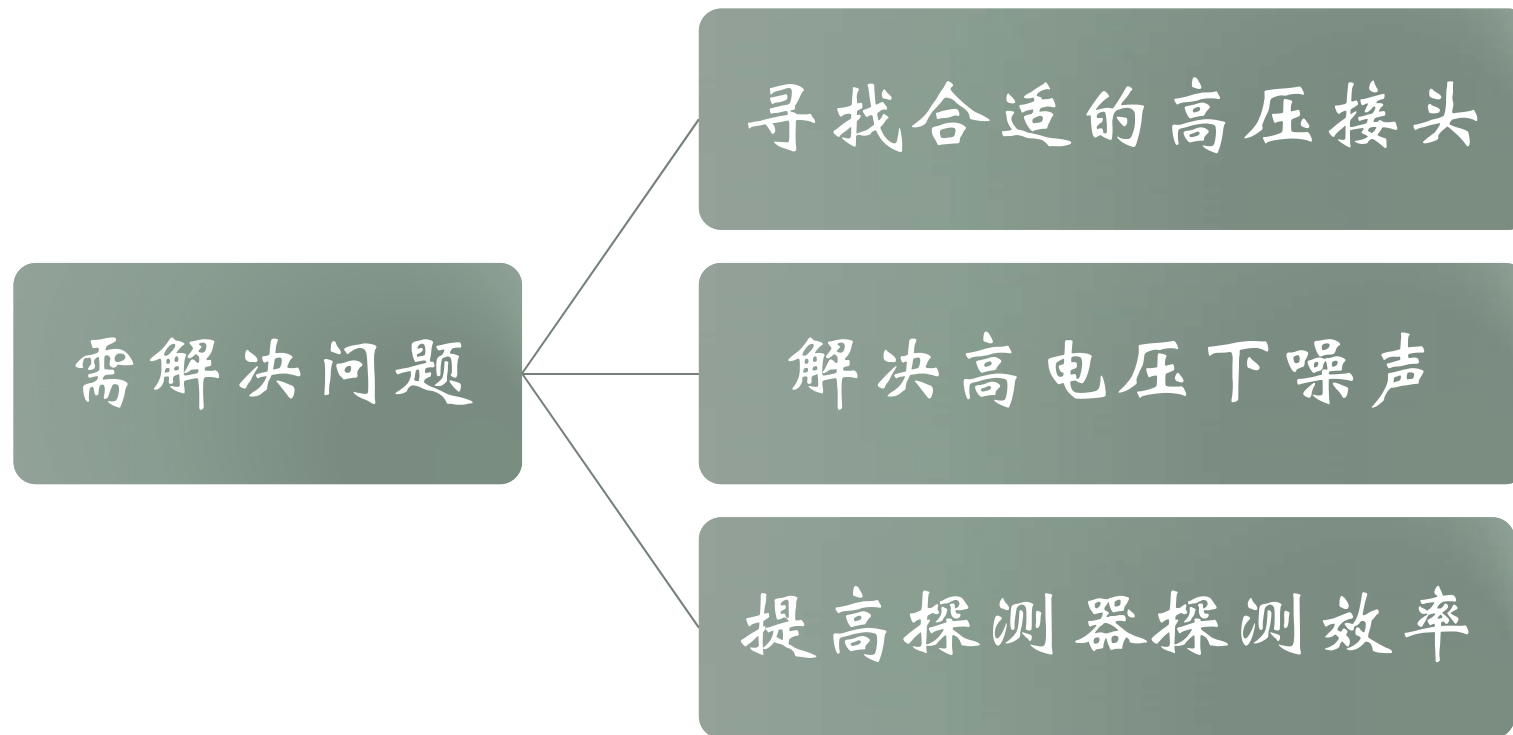 需解决问题
寻找合适的高压接头
解决高电压下噪声
提高探测器探测效率